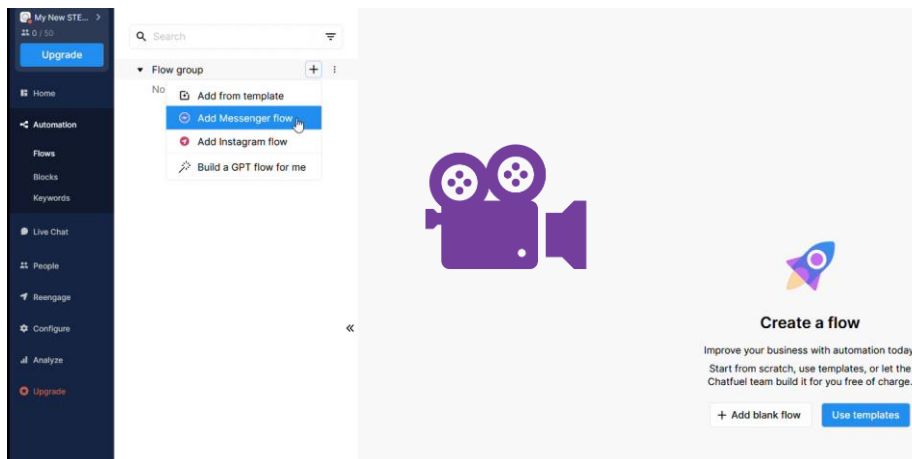 My New STE...
0 / 50
Upgrade
Home
Automation
Flows
Blocks
Keywords
Live Chat
People
Reengage
Configure
Analyze
Upgrade
Search
Flow group
No
Add from template
Add Messenger flow
Add Instagram flow
Build a GPT flow for me
Create a flow
Improve your business with automation today
Start from scratch, use templates, or let the
Chatfuel team build it for you free of charge.
+ Add blank flow
Use templates